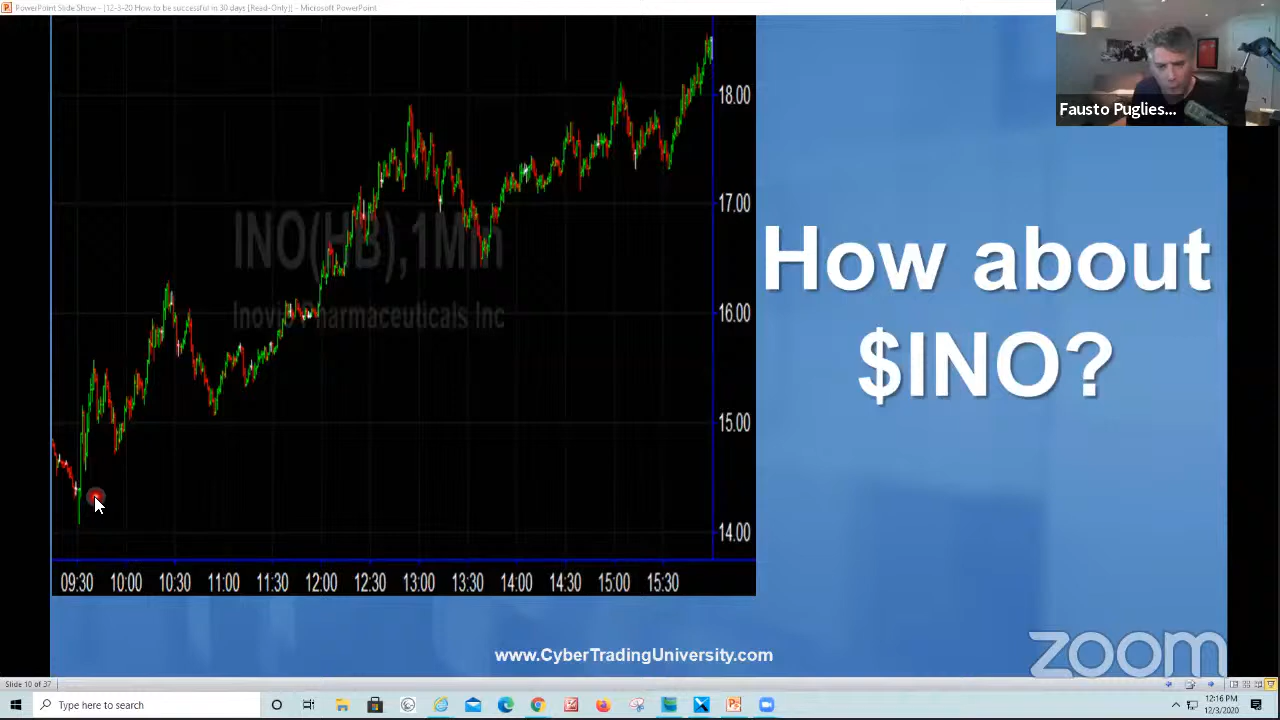 PowerPoint Slide Show - [12-3-20 How to be successful in 30 days [Read-Only]] - Microsoft PowerPoint
Fausto Puglies...
18.00
17.00
16.00
15.00
14.00
INO(HB),1Min
Inovio Pharmaceuticals Inc
How about
$INO?
09:30 10:00 10:30 11:00 11:30 12:00 12:30 13:00 13:30 14:00 14:30 15:00 15:30
www.CyberTradingUniversity.com
zoom
Slide 10 of 37
Type here to search
12:16 PM
12/3/2020